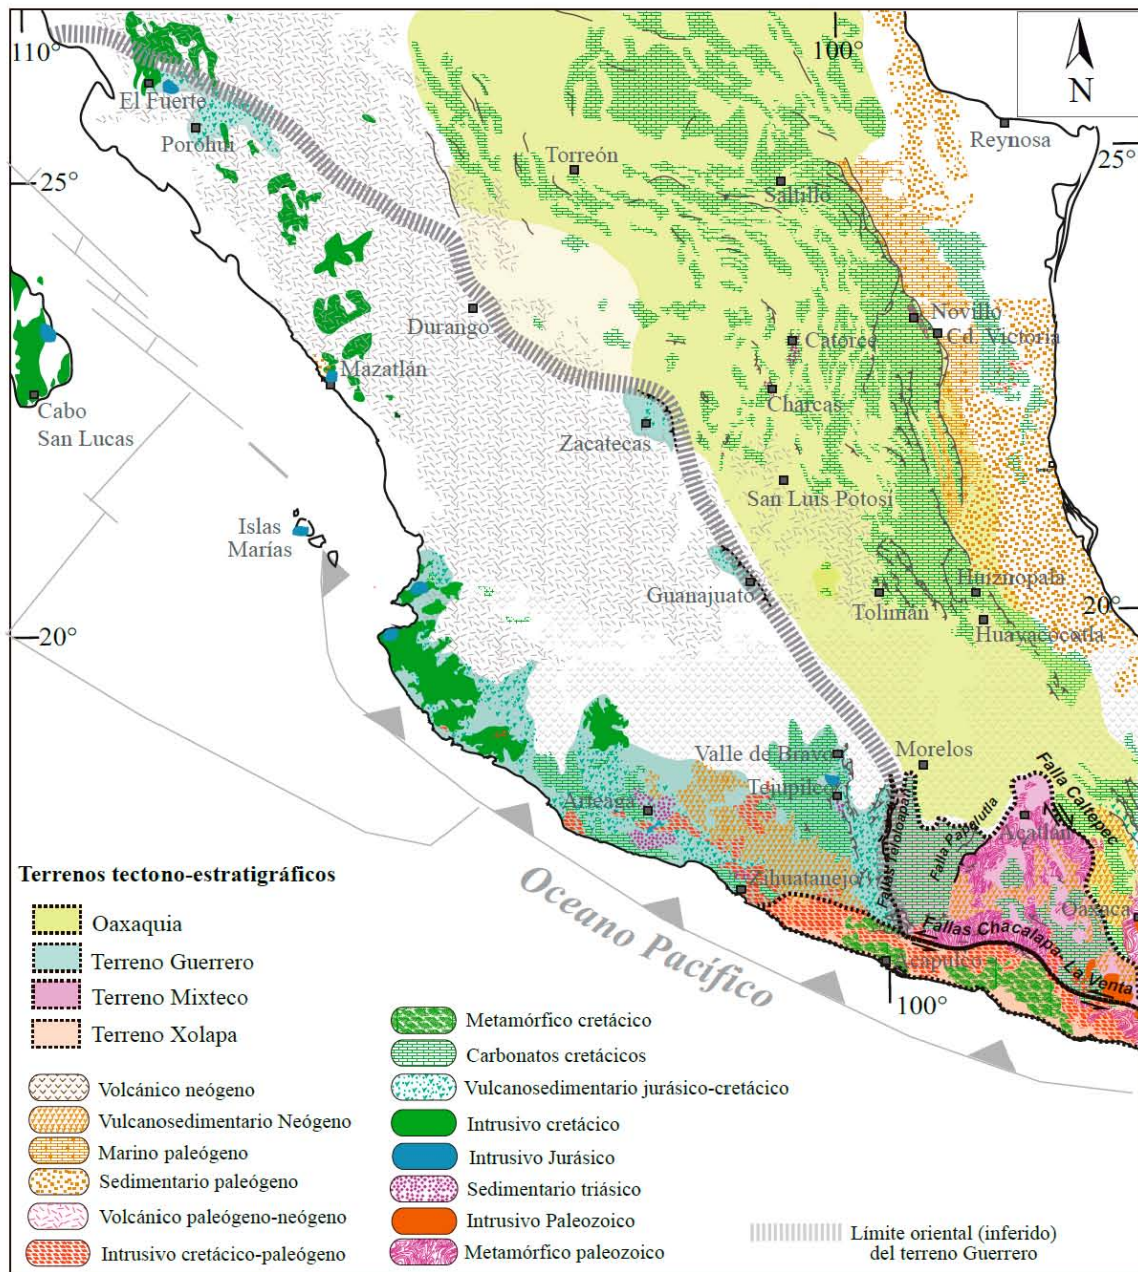 110°
100°
N
El Fuerte
Porohui
Torreón
Saltillo
Reynosa
25°
25°
Durango
Novillo
Cd. Victoria
Catorce
Mazatlán
Charcas
Cabo
San Lucas
Zacatecas
San Luis Potosí
Islas
Marías
Guanajuato
Tolimán
Huiznopala
20°
Huayacocotla
20°
Valle de Bravo
Morelos
Tejupilco
Arteaga
Falla Caltepec
Falla Papalutla
Acatlán
Fallas Teloloapan
Zihuatanejo
Oaxaca
Fallas Chacalapa- La Venta
Acapulco
100°
Oceano Pacífico
Terrenos tectono-estratigráficos
Oaxaquia
Terreno Guerrero
Terreno Mixteco
Terreno Xolapa
Volcánico neógeno
Vulcanosedimentario Neógeno
Marino paleógeno
Sedimentario paleógeno
Volcánico paleógeno-neógeno
Intrusivo cretácico-paleógeno
Metamórfico cretácico
Carbonatos cretácicos
Vulcanosedimentario jurásico-cretácico
Intrusivo cretácico
Intrusivo Jurásico
Sedimentario triásico
Intrusivo Paleozoico
Metamórfico paleozoico
Límite oriental (inferido)
del terreno Guerrero